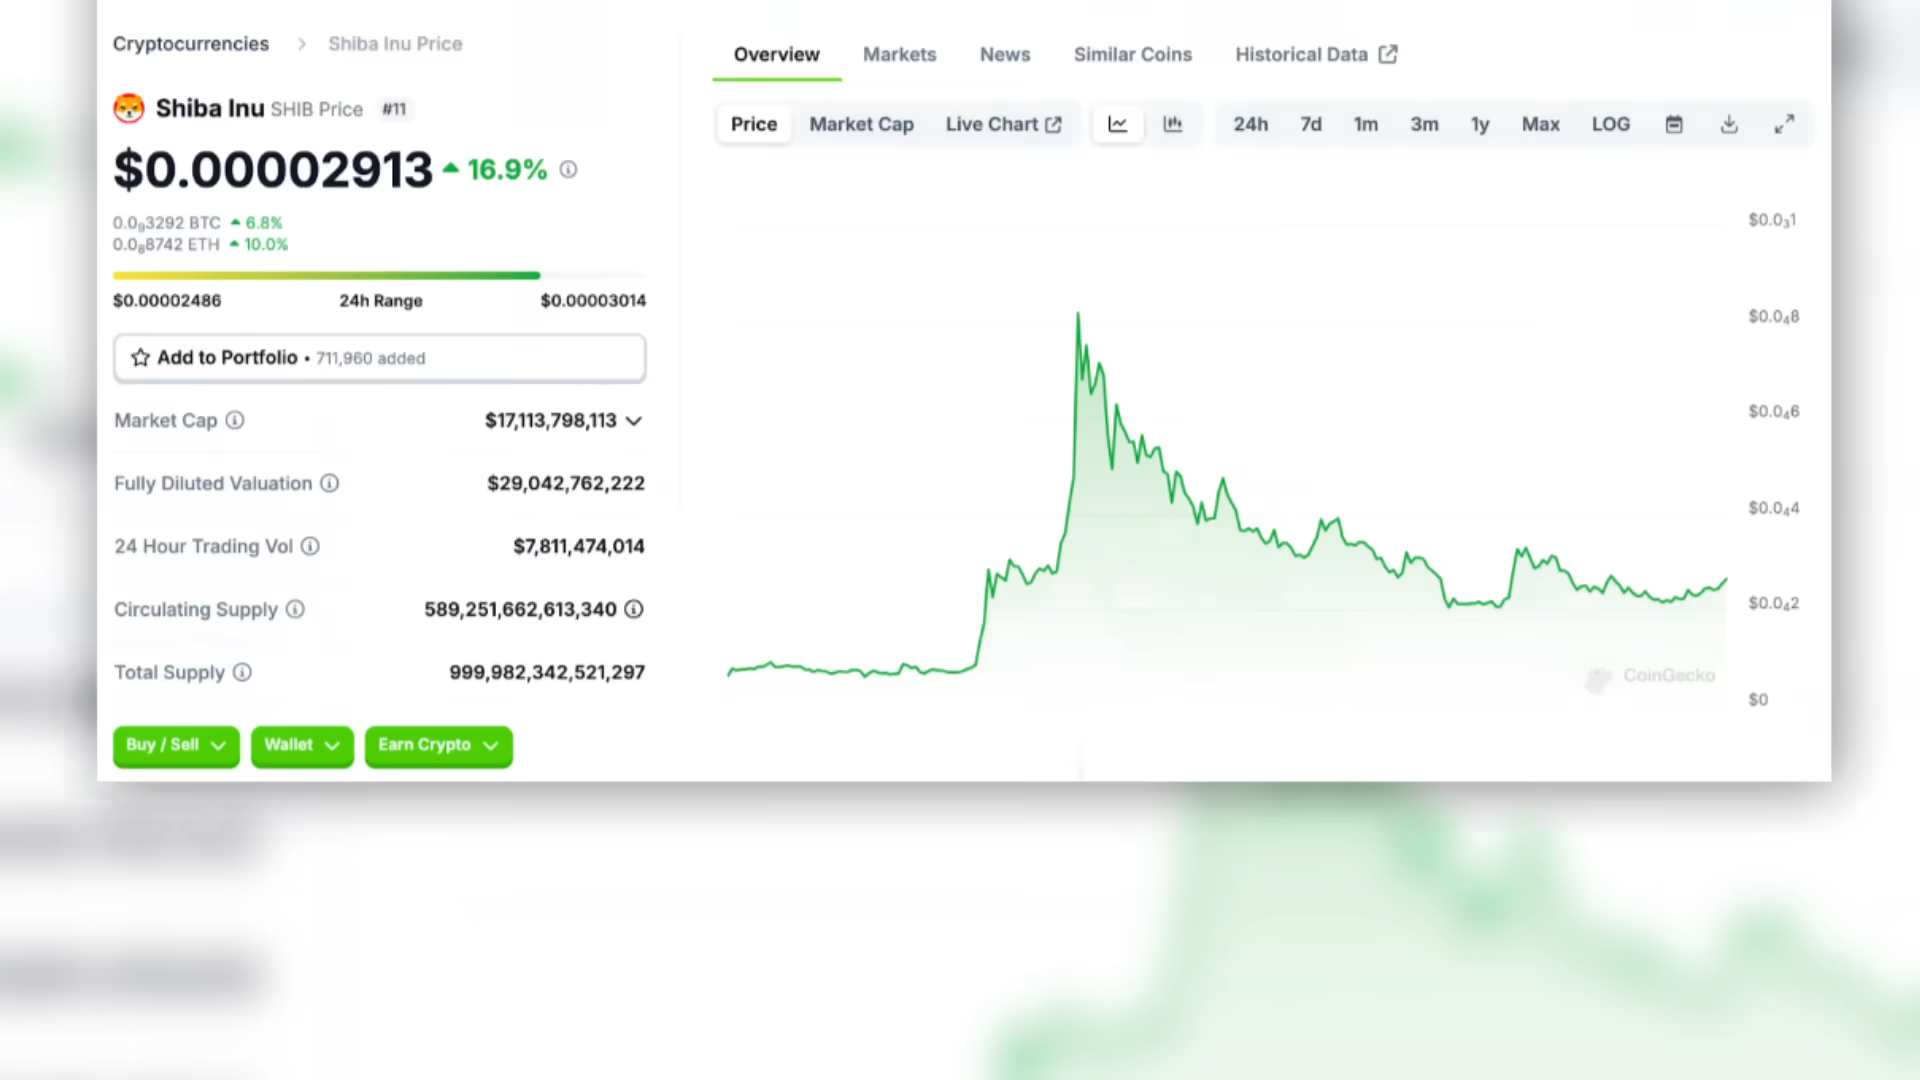 Cryptocurrencies > Shiba Inu Price
Shiba Inu SHIB Price #11
$0.00002913 16.9%
0.0₉3292 BTC 6.8%
0.0₈8742 ETH 10.0%
$0.00002486 24h Range $0.00003014
Add to Portfolio • 711,960 added
Market Cap $17,113,798,113
Fully Diluted Valuation $29,042,762,222
24 Hour Trading Vol $7,811,474,014
Circulating Supply 589,251,662,613,340
Total Supply 999,982,342,521,297
Buy / Sell Wallet Earn Crypto
Overview Markets News Similar Coins Historical Data
Price Market Cap Live Chart 24h 7d 1m 3m 1y Max LOG
$0.0₃1
$0.0₄8
$0.0₄6
$0.0₄4
$0.0₄2
CoinGecko
$0